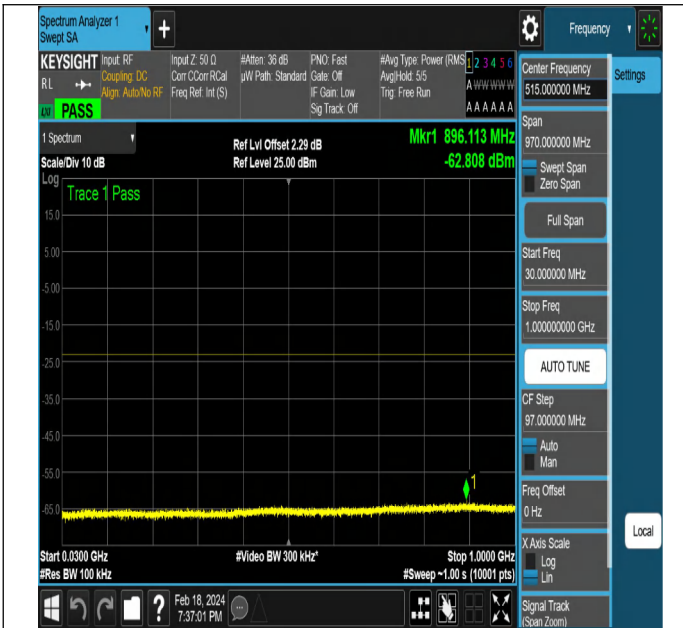 Spectrum Analyzer 1
Swept SA
Frequency
KEYSIGHT
RL
LXI
PASS
Input: RF
Coupling: DC
Align: Auto/No RF
Input Z: 50 Ω
Corr CCorr RCal
Freq Ref: Int (S)
#Atten: 36 dB
µW Path: Standard
PNO: Fast
Gate: Off
IF Gain: Low
Sig Track: Off
#Avg Type: Power (RMS
Avg|Hold: 5/5
Trig: Free Run
1 2 3 4 5 6
A W W W W W
A A A A A A
1 Spectrum
Scale/Div 10 dB
Ref Lvl Offset 2.29 dB
Ref Level 25.00 dBm
Mkr1 896.113 MHz
-62.808 dBm
Log
Trace 1 Pass
15.0
5.00
-5.00
-15.0
-25.0
-35.0
-45.0
-55.0
-65.0
1
Start 0.0300 GHz
#Res BW 100 kHz
#Video BW 300 kHz*
Stop 1.0000 GHz
#Sweep ~1.00 s (10001 pts)
Feb 18, 2024
7:37:01 PM
?
Center Frequency
515.000000 MHz
Span
970.000000 MHz
Swept Span
Zero Span
Full Span
Start Freq
30.000000 MHz
Stop Freq
1.000000000 GHz
AUTO TUNE
CF Step
97.000000 MHz
Auto
Man
Freq Offset
0 Hz
X Axis Scale
Log
Lin
Signal Track
(Span Zoom)
Settings
Local